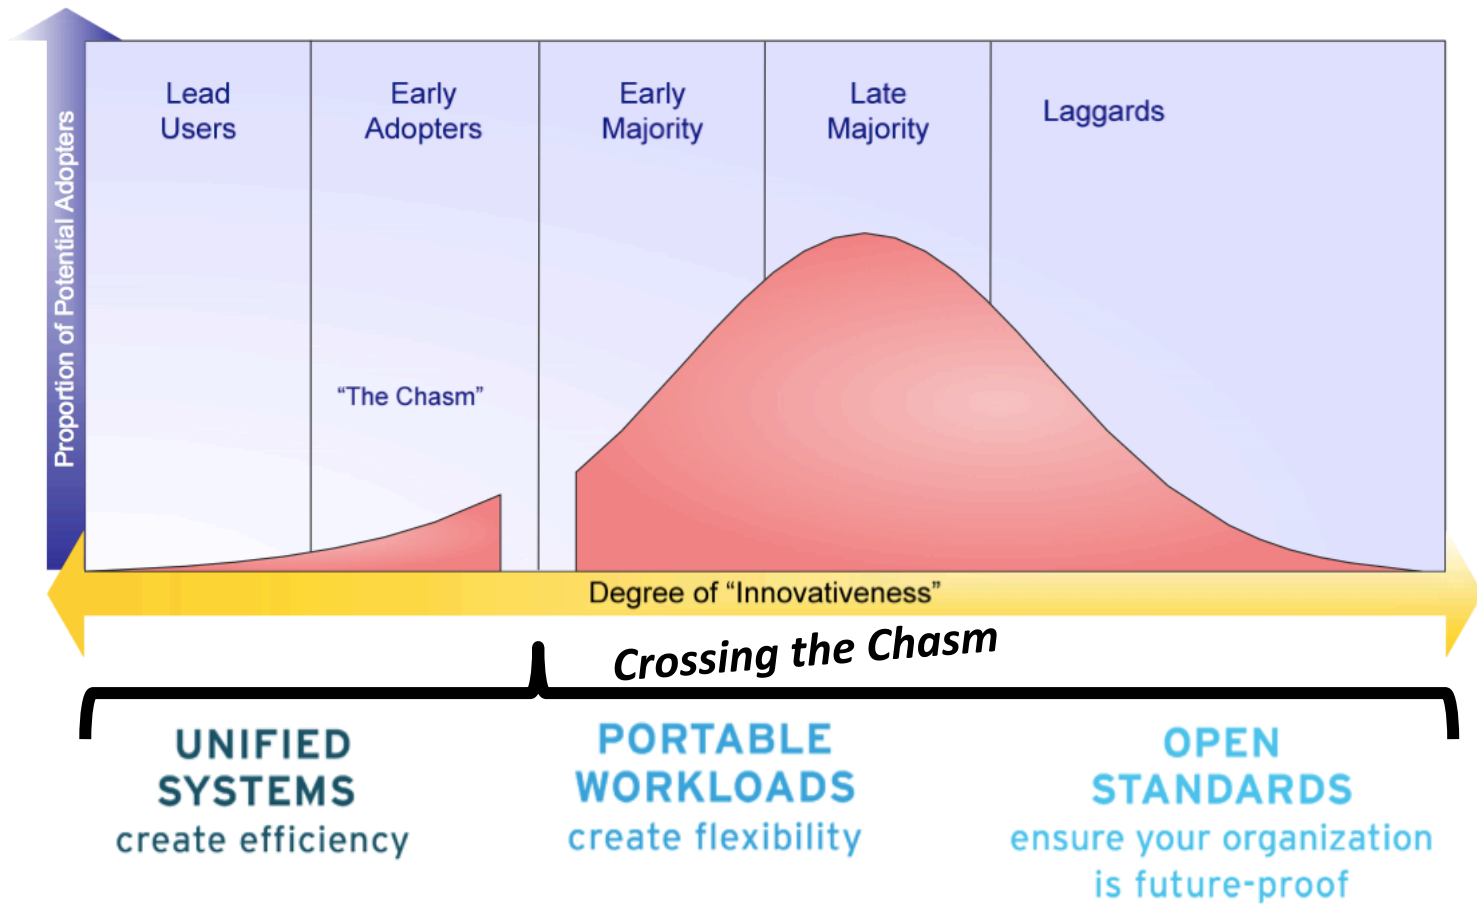 Proportion of Potential Adopters
Lead
Users
Early
Adopters
Early
Majority
Late
Majority
Laggards
“The Chasm”
Degree of “Innovativeness”
Crossing the Chasm
UNIFIED
SYSTEMS
create efficiency
PORTABLE
WORKLOADS
create flexibility
OPEN
STANDARDS
ensure your organization
is future-proof